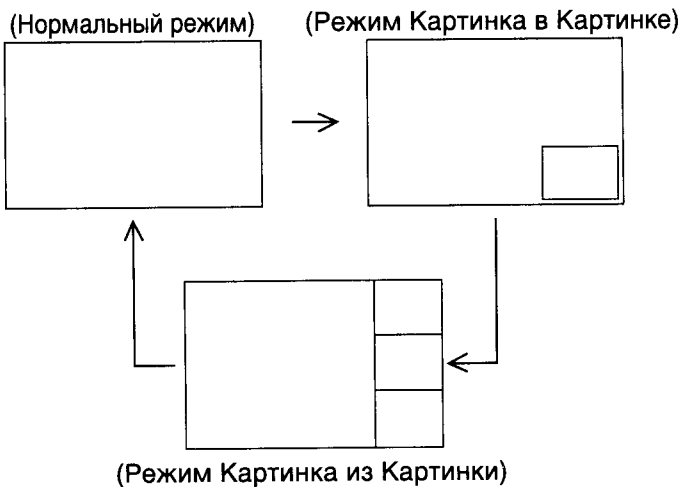 (Нормальный режим)
(Режим Картинка в Картинке)
(Режим Картинка из Картинки)